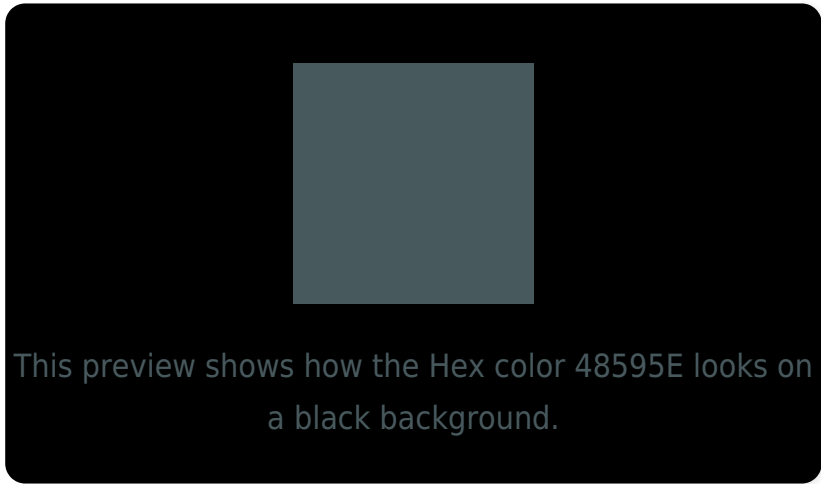 This preview shows how the Hex color 48595E looks on
a black background.